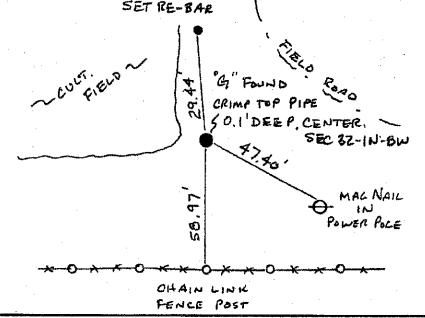 SET RE-BAR
CULT.
FIELD
29.44'
FIELD ROAD
"G" FOUND
CRIMP TOP PIPE
0.1' DEEP, CENTER,
SEC 32-1N-8W
47.40'
58.97'
MAG NAIL
IN
POWER POLE
CHAIN LINK
FENCE POST